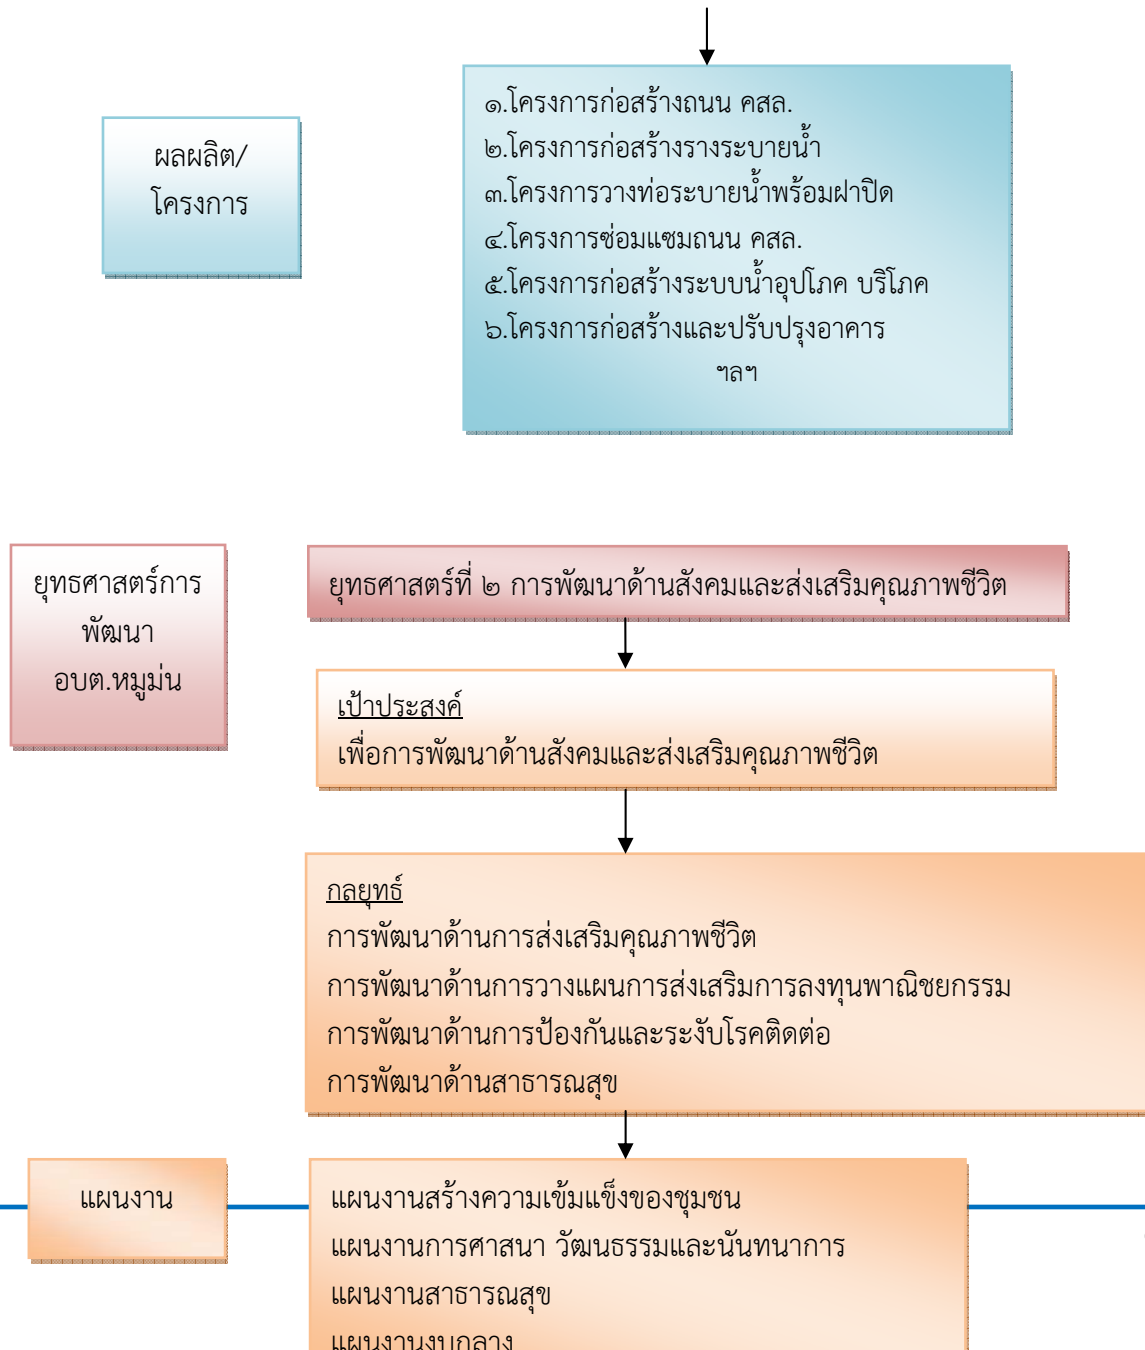 ผลผลิต/
โครงการ
๑.โครงการก่อสร้างถนน คสล.
๒.โครงการก่อสร้างรางระบายน้ำ
๓.โครงการวางท่อระบายน้ำพร้อมฝาปิด
๔.โครงการซ่อมแซมถนน คสล.
๕.โครงการก่อสร้างระบบน้ำอุปโภค บริโภค
๖.โครงการก่อสร้างและปรับปรุงอาคาร
ฯลฯ
ยุทธศาสตร์การ
พัฒนา
อบต.หมูม่น
ยุทธศาสตร์ที่ ๒ การพัฒนาด้านสังคมและส่งเสริมคุณภาพชีวิต
เป้าประสงค์
เพื่อการพัฒนาด้านสังคมและส่งเสริมคุณภาพชีวิต
กลยุทธ์
การพัฒนาด้านการส่งเสริมคุณภาพชีวิต
การพัฒนาด้านการวางแผนการส่งเสริมการลงทุนพาณิชยกรรม
การพัฒนาด้านการป้องกันและระงับโรคติดต่อ
การพัฒนาด้านสาธารณสุข
แผนงาน
แผนงานสร้างความเข้มแข็งของชุมชน
แผนงานการศาสนา วัฒนธรรมและนันทนาการ
แผนงานสาธารณสุข
แผนงานงบกลาง